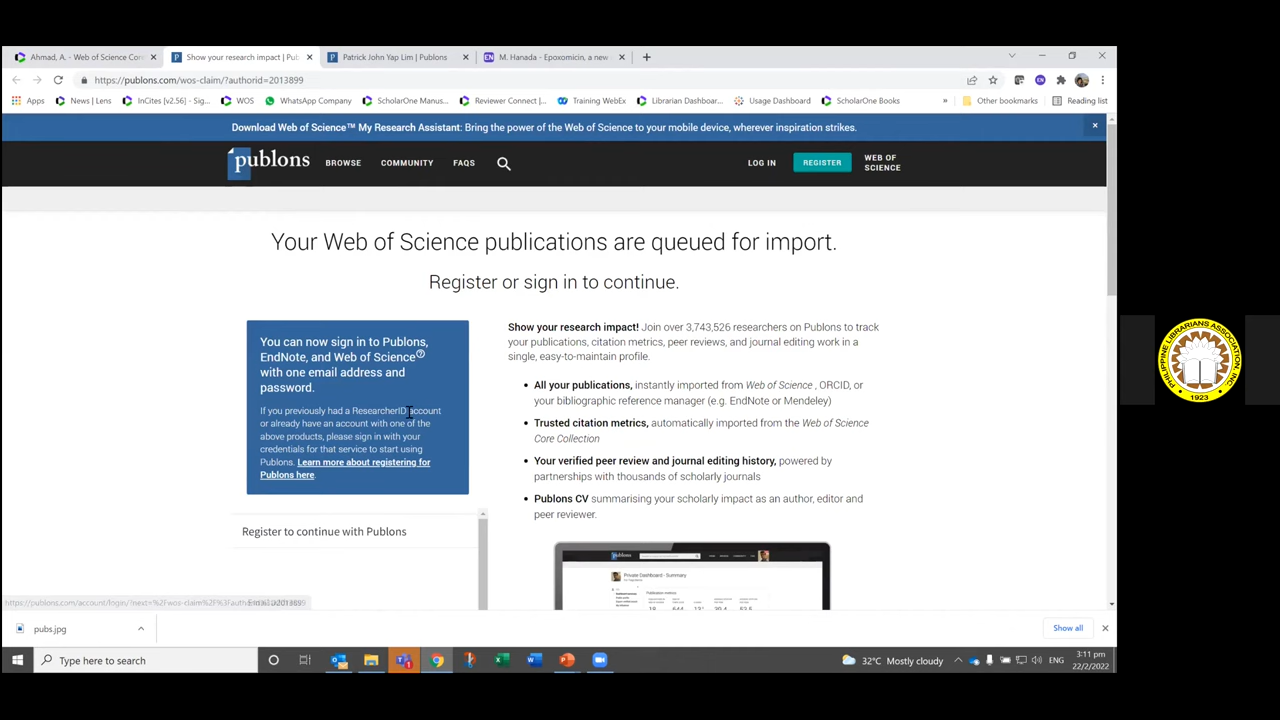 Ahmad, A. - Web of Science Cor
Show your research impact | Pub
Patrick John Yap Lim | Publons
EN M. Hanada - Epoxomicin, a new
https://publons.com/wos-claim/?authorid=2013899
Apps
News | Lens
InCites [v2.56] - Sig...
WOS
WhatsApp Company
ScholarOne Manus...
Reviewer Connect |...
Training WebEx
Librarian Dashboar...
Usage Dashboard
ScholarOne Books
»
Other bookmarks
Reading list
Download Web of Science™ My Research Assistant: Bring the power of the Web of Science to your mobile device, wherever inspiration strikes.
publons
BROWSE
COMMUNITY
FAQS
LOG IN
REGISTER
WEB OF
SCIENCE
Your Web of Science publications are queued for import.
Register or sign in to continue.
You can now sign in to Publons,
EndNote, and Web of Science
with one email address and
password.
If you previously had a ResearcherID account
or already have an account with one of the
above products, please sign in with your
credentials for that service to start using
Publons. Learn more about registering for
Publons here.
Show your research impact! Join over 3,743,526 researchers on Publons to track
your publications, citation metrics, peer reviews, and journal editing work in a
single, easy-to-maintain profile.
• All your publications, instantly imported from Web of Science , ORCID, or
your bibliographic reference manager (e.g. EndNote or Mendeley)
• Trusted citation metrics, automatically imported from the Web of Science
Core Collection
• Your verified peer review and journal editing history, powered by
partnerships with thousands of scholarly journals
• Publons CV summarising your scholarly impact as an author, editor and
peer reviewer.
Register to continue with Publons
publons
Private Dashboard - Summary
pubs.jpg
Show all
Type here to search
32°C Mostly cloudy
ENG
3:11 pm
22/2/2022
PHILIPPINE LIBRARIANS ASSOCIATION, INC.
1923